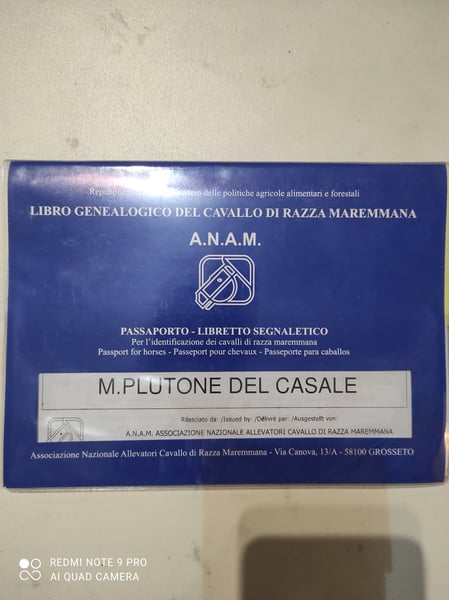 Repubblica delle politiche agricole alimentari e forestali
LIBRO GENEALOGICO DEL CAVALLO DI RAZZA MAREMMANA
A.N.A.M.
PASSAPORTO - LIBRETTO SEGNALETICO
Per l'identificazione dei cavalli di razza maremmana
Passport for horses - Passeport pour chevaux - Passeporte para caballos
M.PLUTONE DEL CASALE
Rilasciato da: /Issued by: /Délivré par: /Ausgestellt von:
A.N.A.M. ASSOCIAZIONE NAZIONALE ALLEVATORI CAVALLO DI RAZZA MAREMMANA
Associazione Nazionale Allevatori Cavallo di Razza Maremmana - Via Canova, 13/A - 58100 GROSSETO
REDMI NOTE 9 PRO
AI QUAD CAMERA